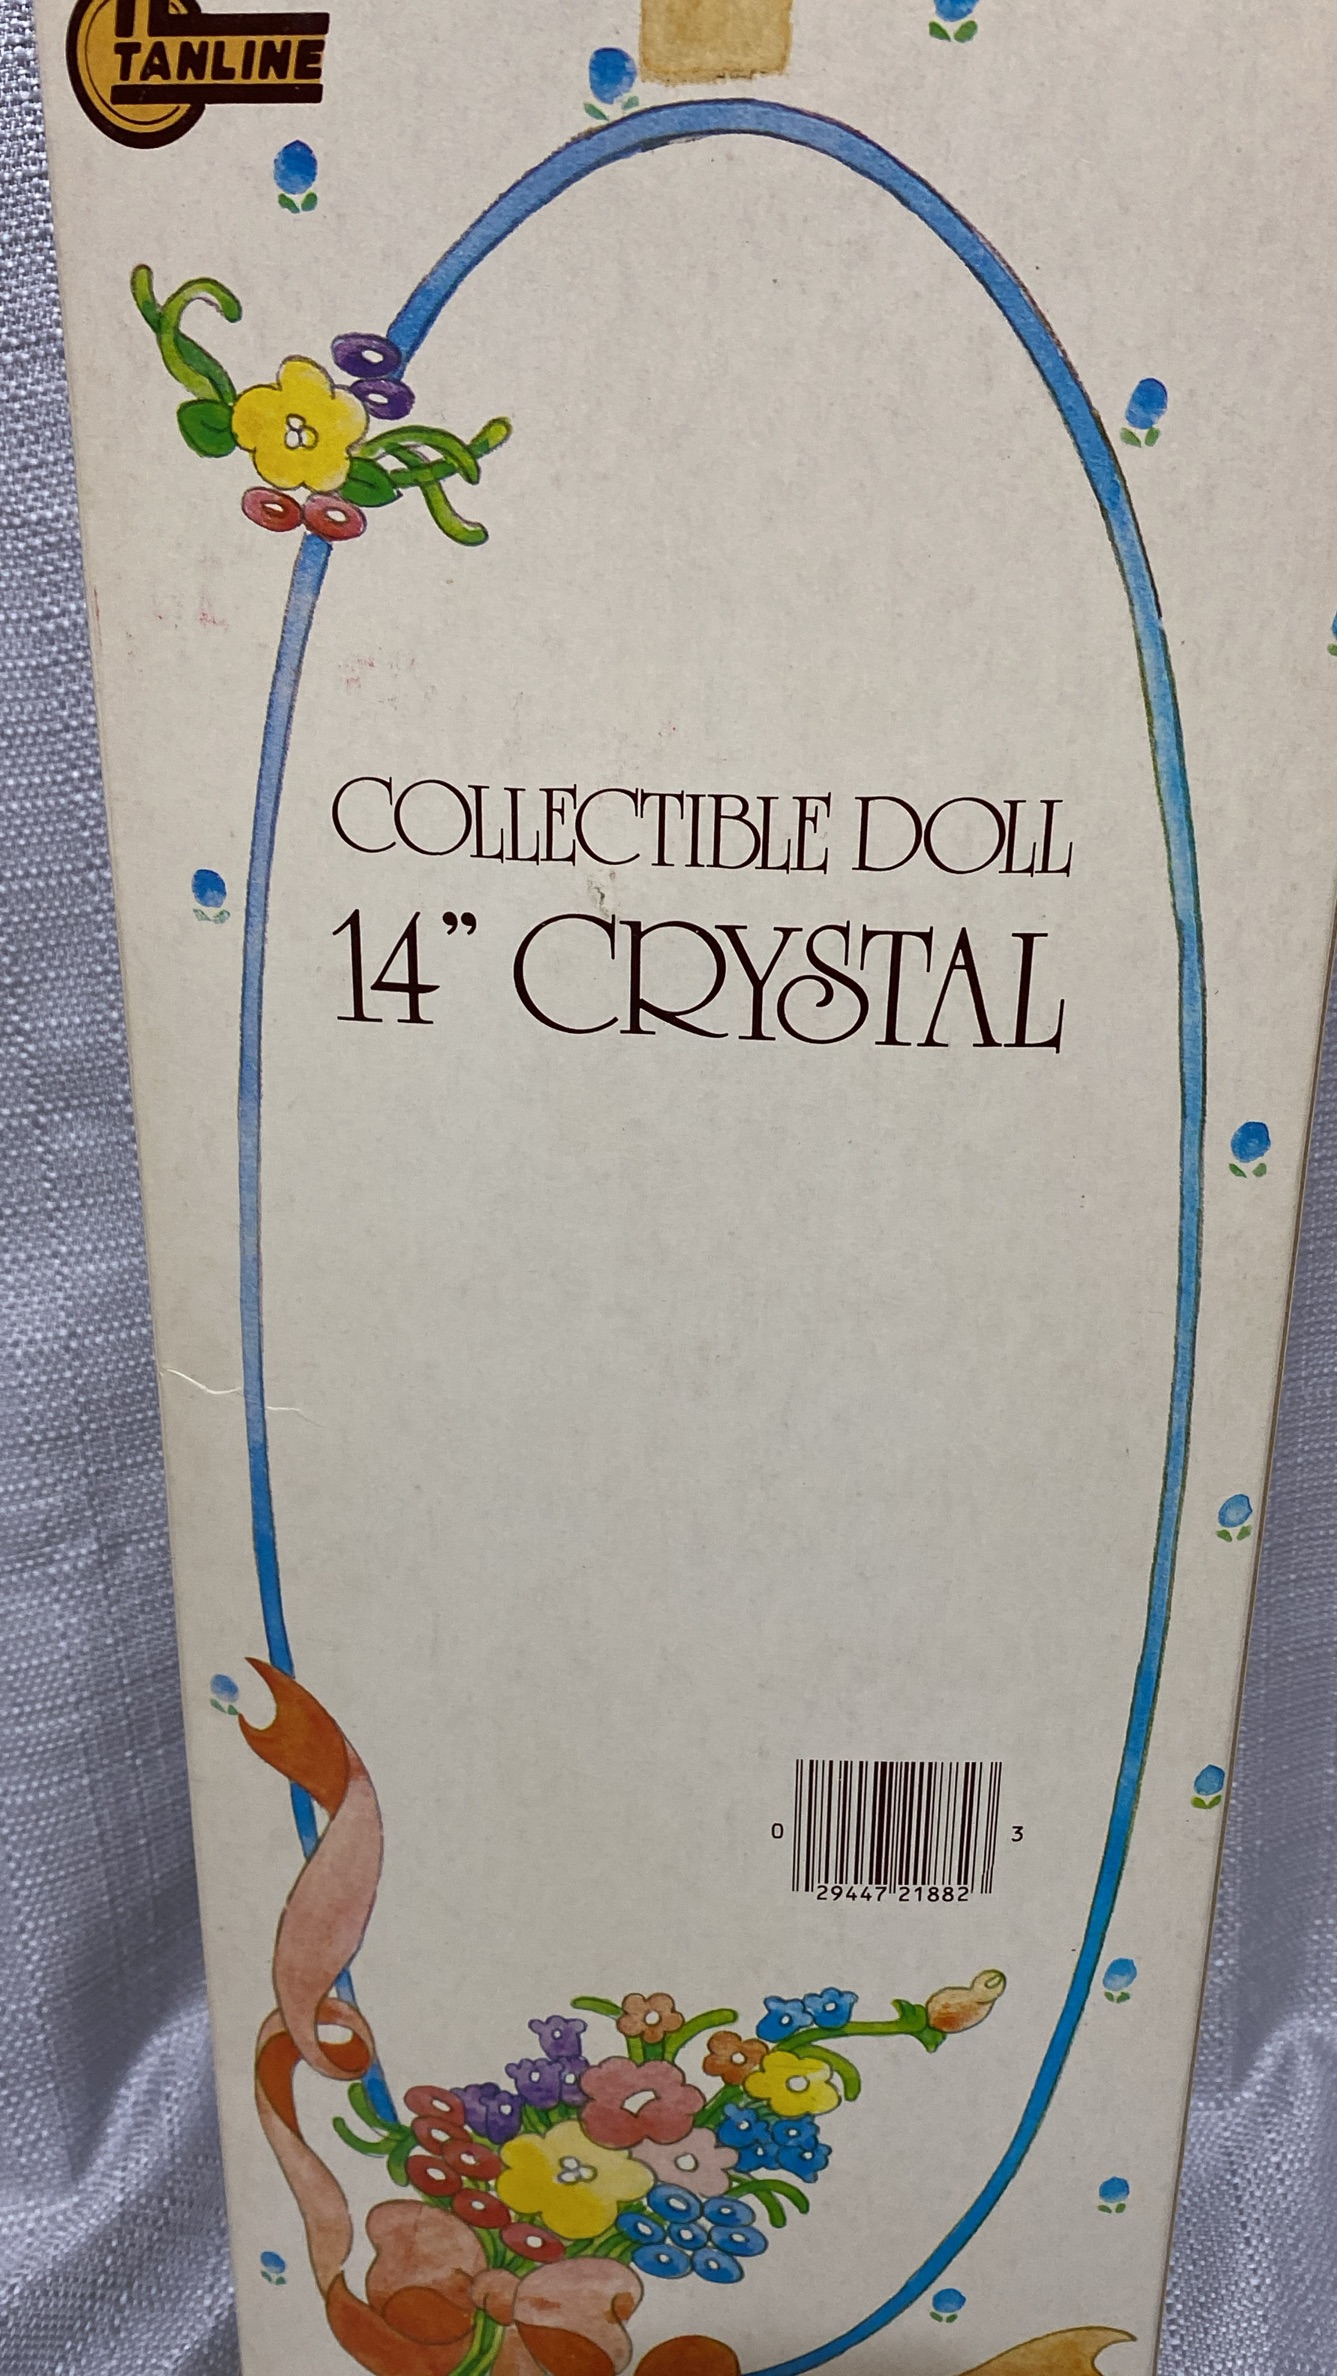 TANLINE
COLLECTIBLE DOLL
14” CRYSTAL
0 29447 21882 3